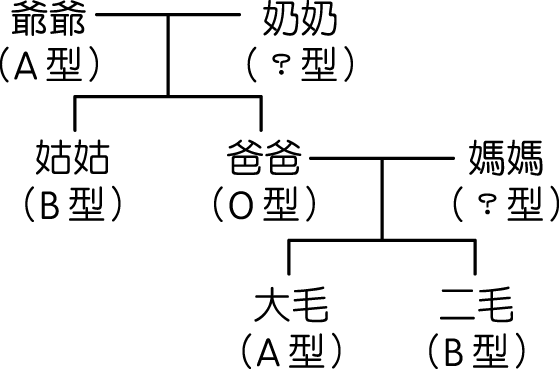 爺爺 奶奶
(A型) (?型)
姑姑 爸爸 媽媽
(B型) (O型) (?型)
大毛 二毛
(A型) (B型)